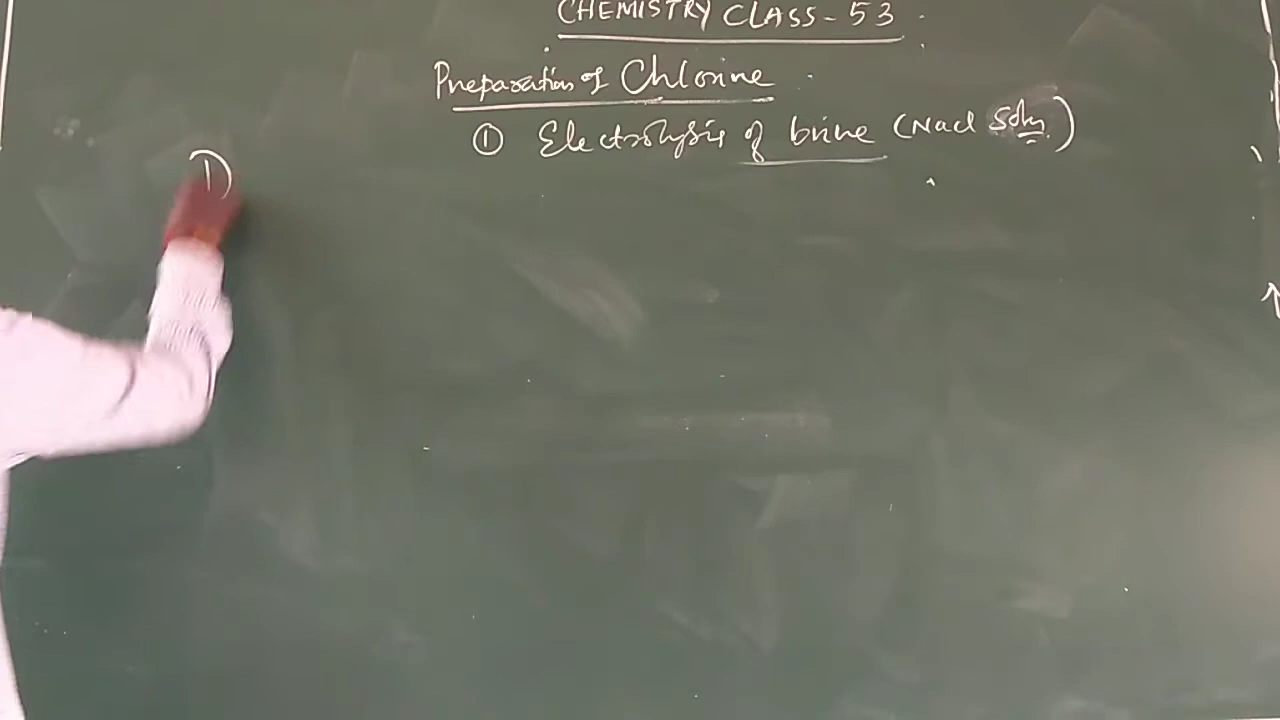 CHEMISTRY CLASS - 53
Preparation of Chlorine
① Electrolysis of brine (Nacl Soln)